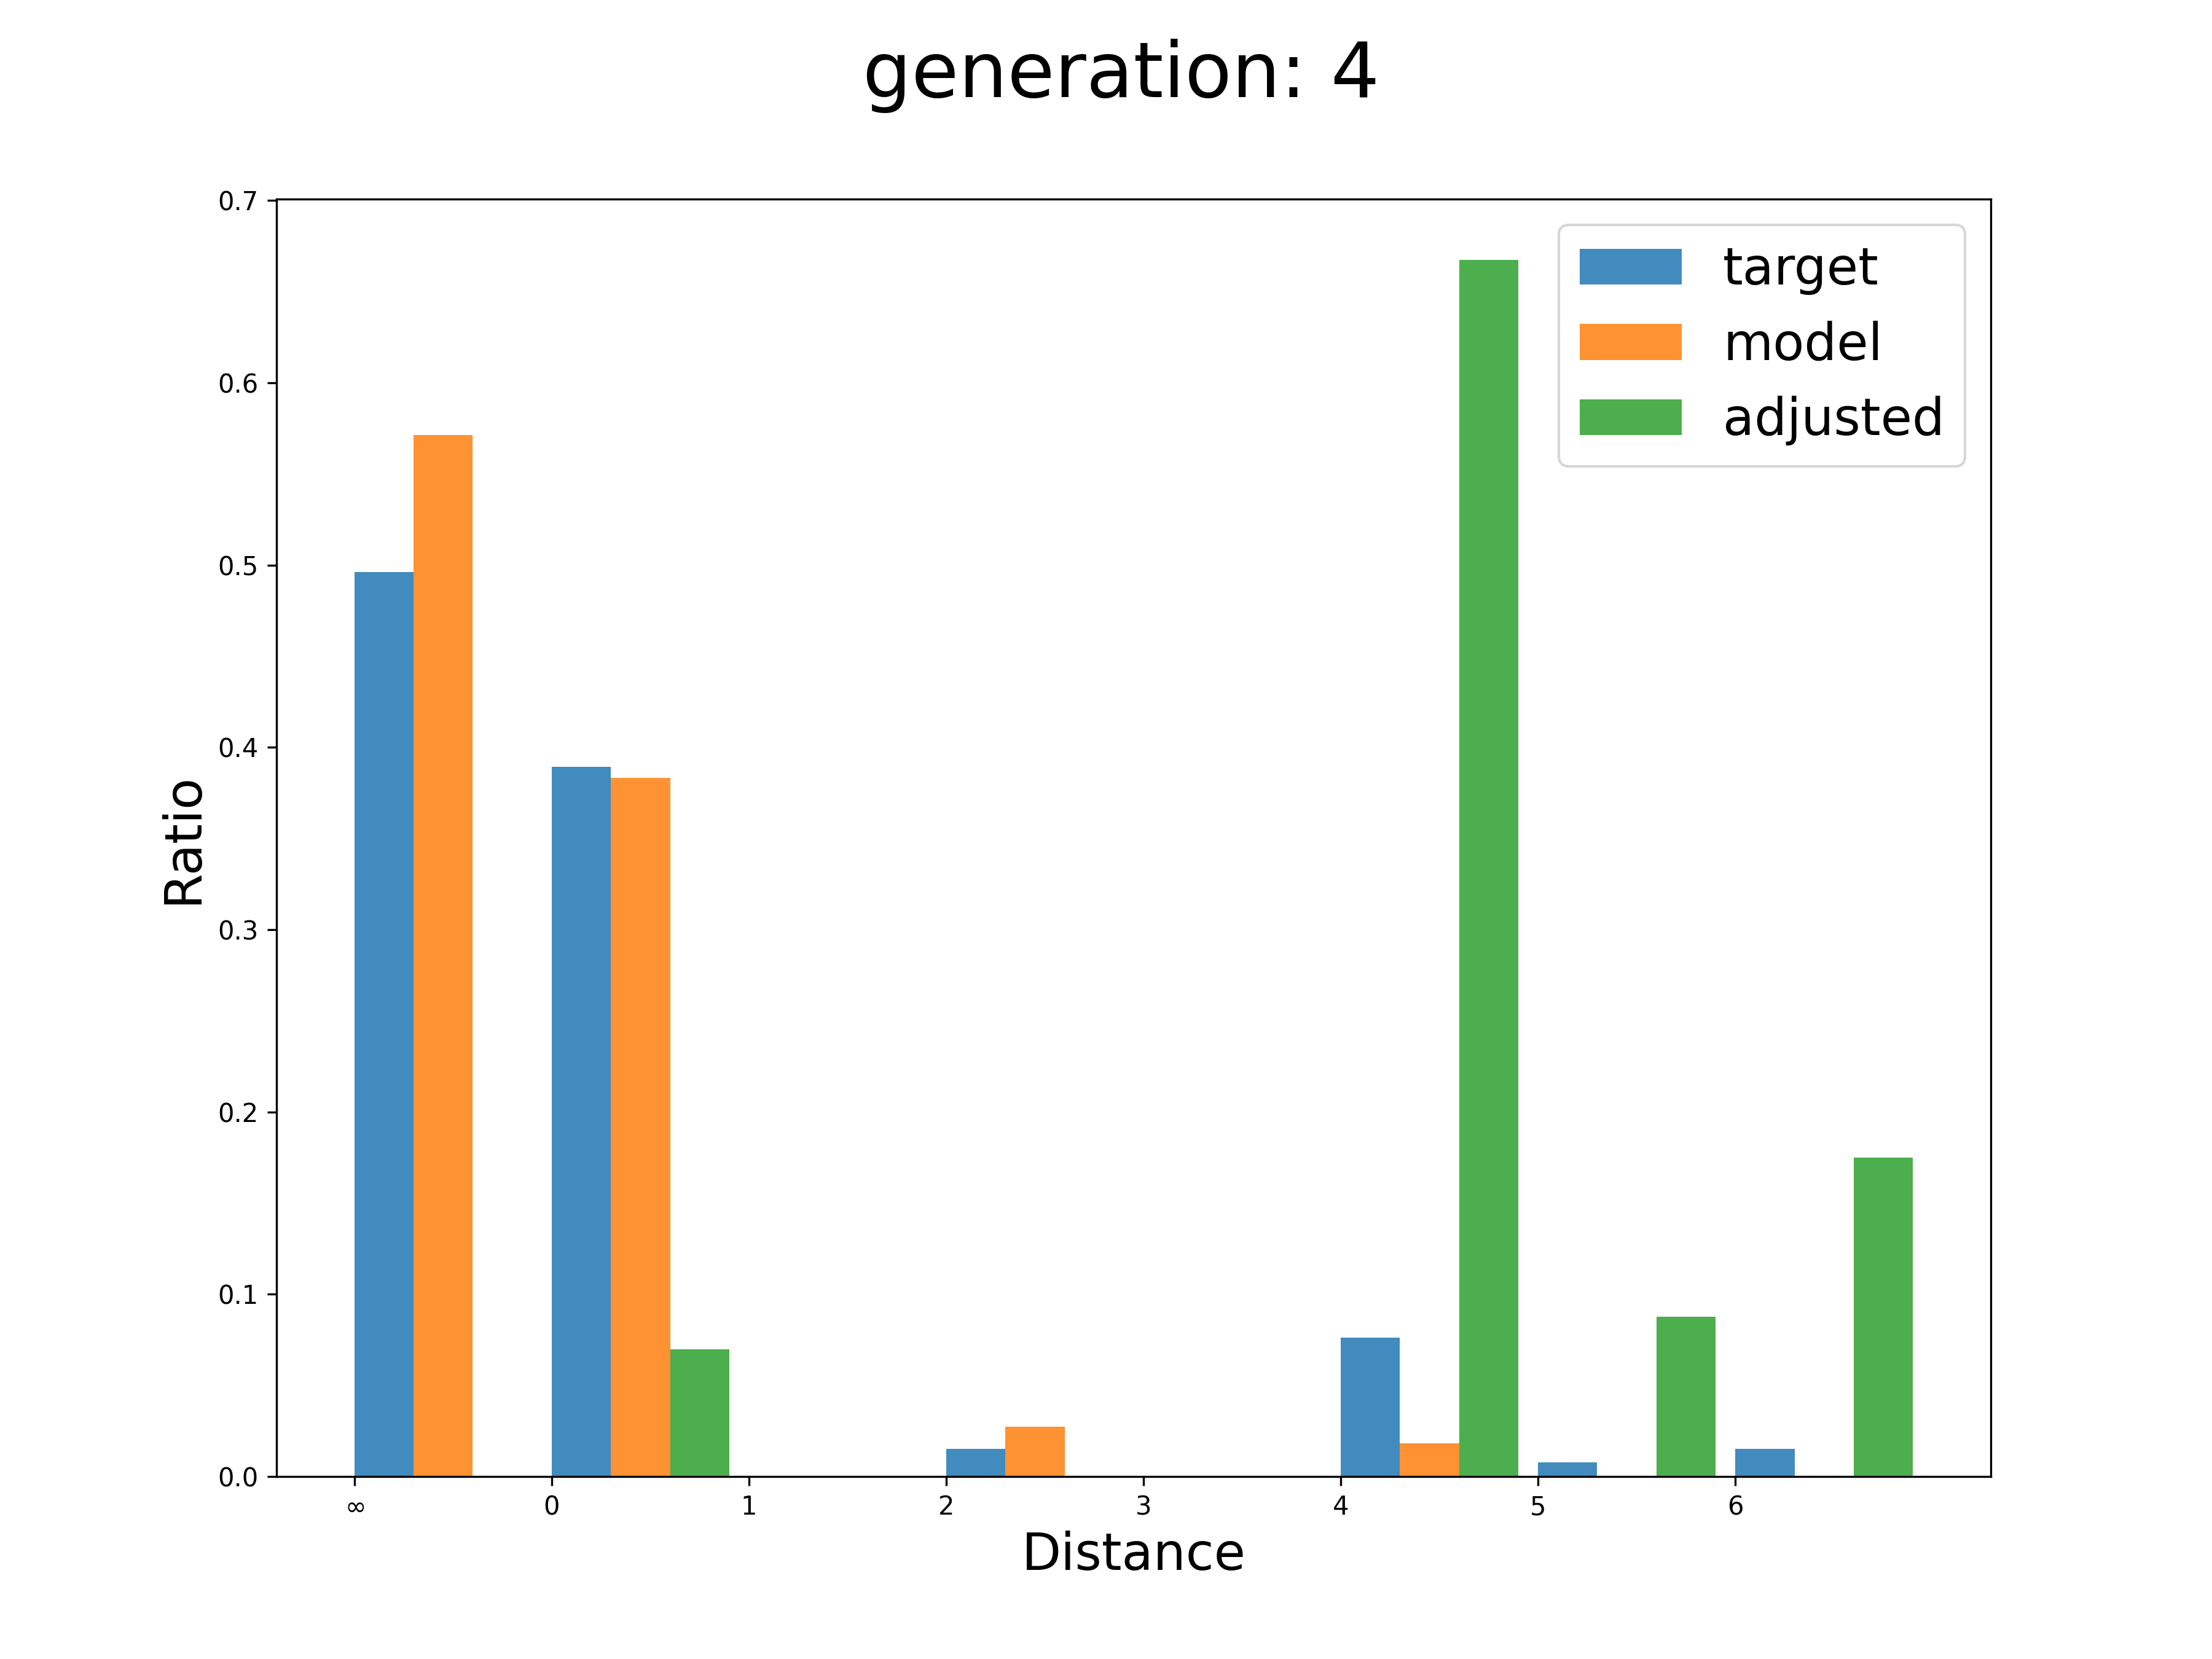 generation: 4
0.7
0.6
0.5
0.4
0.3
0.2
0.1
0.0
Ratio
target
model
adjusted
∞ 0 1 2 3 4 5 6
Distance